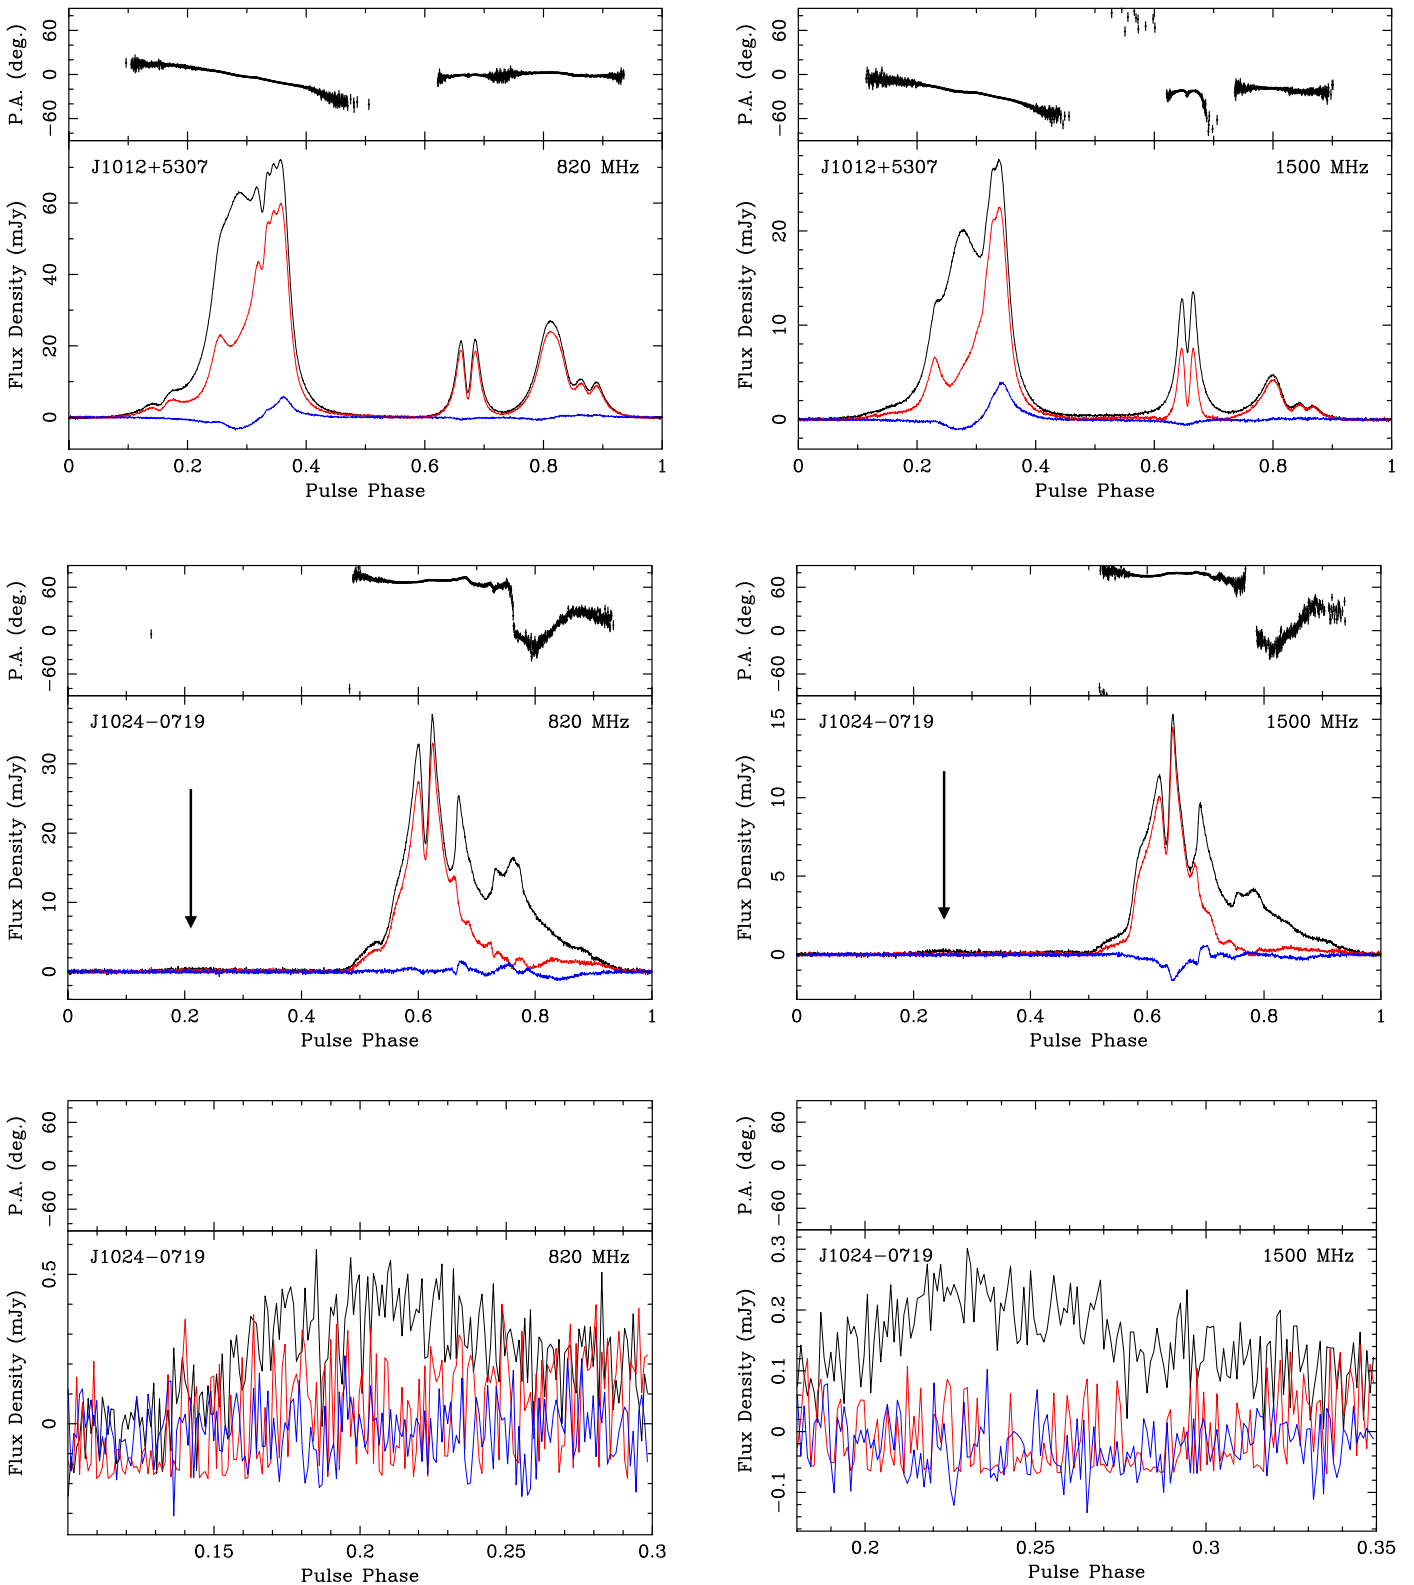 P.A. (deg.)
60
0
−60
J1012+5307
820 MHz
Flux Density (mJy)
60
40
20
0
0 0.2 0.4 0.6 0.8 1
Pulse Phase
P.A. (deg.)
60
0
−60
J1012+5307
1500 MHz
Flux Density (mJy)
20
10
0
0 0.2 0.4 0.6 0.8 1
Pulse Phase
P.A. (deg.)
60
0
−60
J1024−0719
820 MHz
Flux Density (mJy)
30
20
10
0
0 0.2 0.4 0.6 0.8 1
Pulse Phase
P.A. (deg.)
60
0
−60
J1024−0719
1500 MHz
Flux Density (mJy)
15
10
5
0
0 0.2 0.4 0.6 0.8 1
Pulse Phase
P.A. (deg.)
60
0
−60
J1024−0719
820 MHz
Flux Density (mJy)
0.5
0
0.15 0.2 0.25 0.3
Pulse Phase
P.A. (deg.)
60
0
−60
J1024−0719
1500 MHz
Flux Density (mJy)
0.3
0.2
0.1
0
−0.1
0.2 0.25 0.3 0.35
Pulse Phase